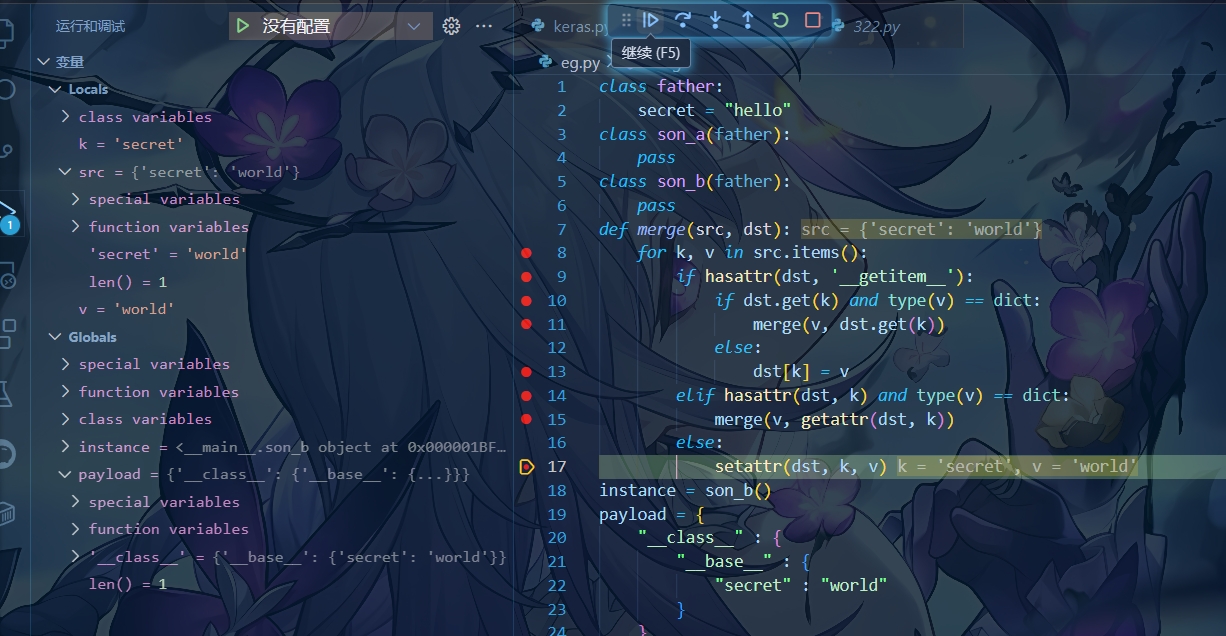 运行和调试
没有配置
keras.py
322.py
继续 (F5)
变量
Locals
class variables
k = 'secret'
src = {'secret': 'world'}
special variables
function variables
'secret' = 'world'
len() = 1
v = 'world'
Globals
special variables
function variables
class variables
instance = <__main__.son_b object at 0x000001BF…
payload = {'__class__': {'__base__': {...}}}
special variables
function variables
'__class__' = {'__base__': {'secret': 'world'}}
len() = 1
1
eg.py
1 class father:
2 secret = "hello"
3 class son_a(father):
4 pass
5 class son_b(father):
6 pass
7 def merge(src, dst): src = {'secret': 'world'}
8 for k, v in src.items():
9 if hasattr(dst, '__getitem__'):
10 if dst.get(k) and type(v) == dict:
11 merge(v, dst.get(k))
12 else:
13 dst[k] = v
14 elif hasattr(dst, k) and type(v) == dict:
15 merge(v, getattr(dst, k))
16 else:
17 setattr(dst, k, v) k = 'secret', v = 'world'
18 instance = son_b()
19 payload = {
20 "__class__" : {
21 "__base__" : {
22 "secret" : "world"
23 }
24 }